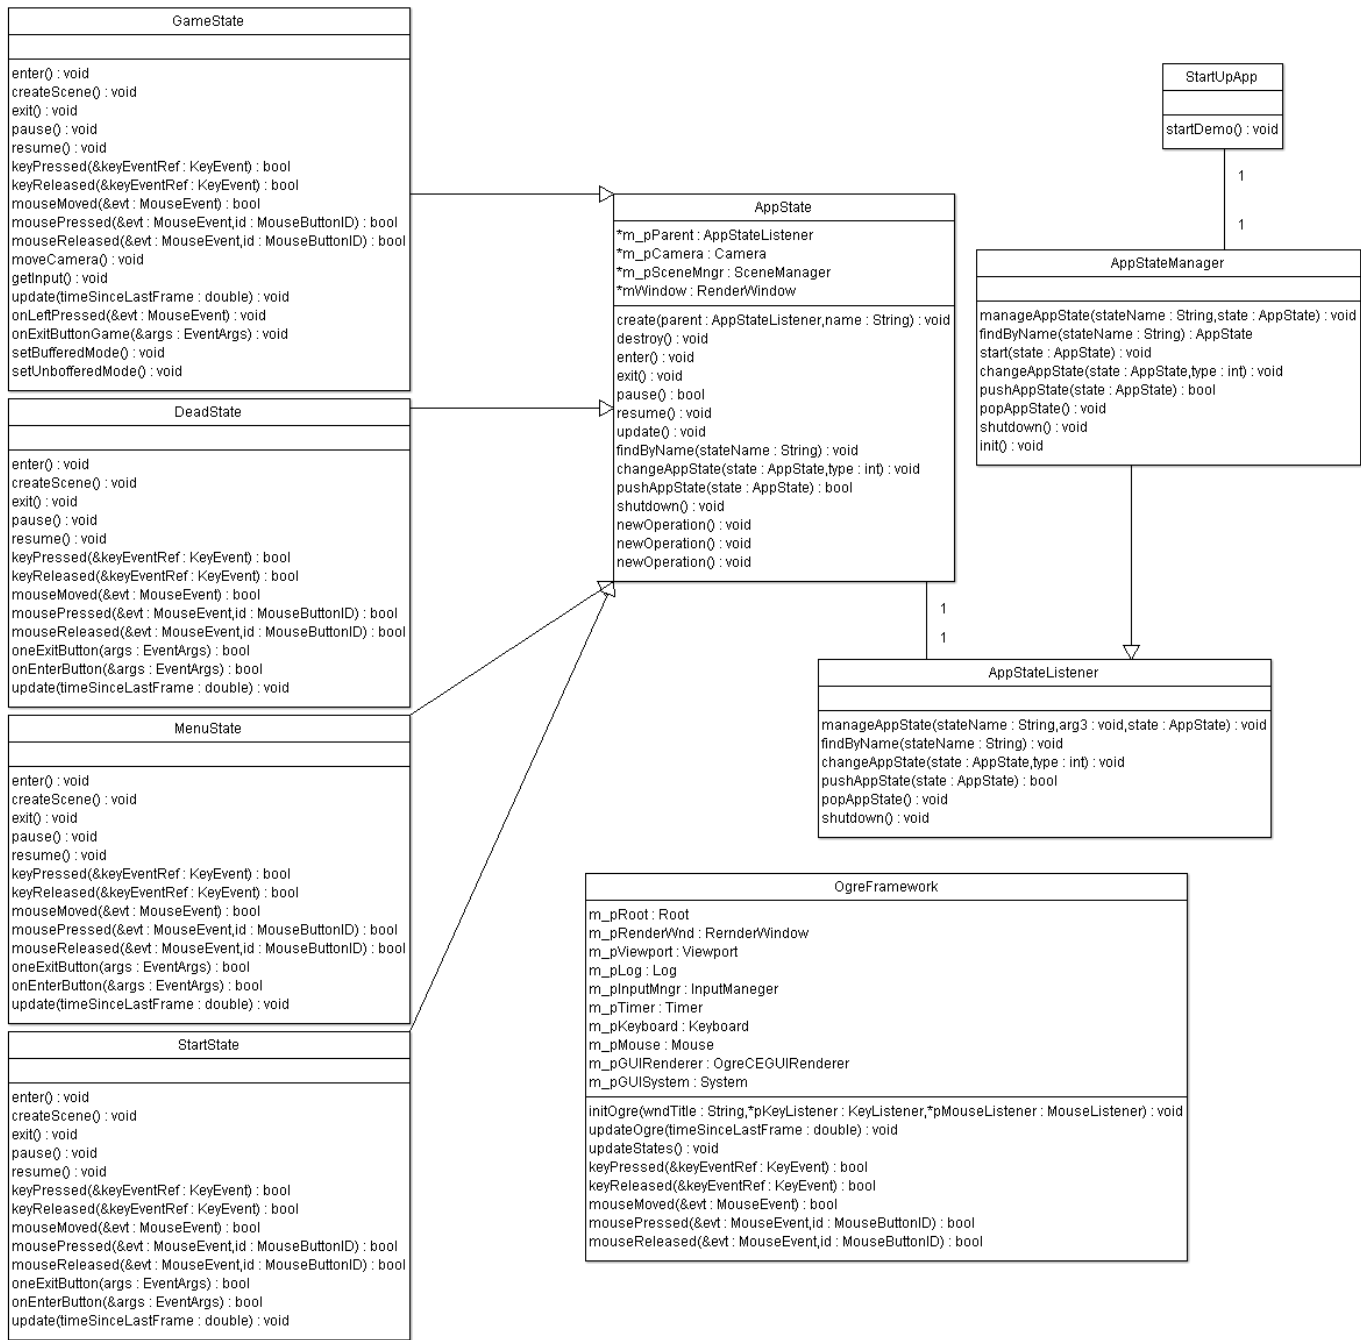 GameState
enter() : void
createScene() : void
exit() : void
pause() : void
resume() : void
keyPressed(&keyEventRef : KeyEvent) : bool
keyReleased(&keyEventRef : KeyEvent) : bool
mouseMoved(&evt : MouseEvent) : bool
mousePressed(&evt : MouseEvent,id : MouseButtonID) : bool
mouseReleased(&evt : MouseEvent,id : MouseButtonID) : bool
moveCamera() : void
getInput() : void
update(timeSinceLastFrame : double) : void
onLeftPressed(&evt : MouseEvent) : void
onExitButtonGame(&args : EventArgs) : void
setBufferedMode() : void
setUnbofferedMode() : void
DeadState
enter() : void
createScene() : void
exit() : void
pause() : void
resume() : void
keyPressed(&keyEventRef : KeyEvent) : bool
keyReleased(&keyEventRef : KeyEvent) : bool
mouseMoved(&evt : MouseEvent) : bool
mousePressed(&evt : MouseEvent,id : MouseButtonID) : bool
mouseReleased(&evt : MouseEvent,id : MouseButtonID) : bool
oneExitButton(args : EventArgs) : bool
onEnterButton(&args : EventArgs) : bool
update(timeSinceLastFrame : double) : void
MenuState
enter() : void
createScene() : void
exit() : void
pause() : void
resume() : void
keyPressed(&keyEventRef : KeyEvent) : bool
keyReleased(&keyEventRef : KeyEvent) : bool
mouseMoved(&evt : MouseEvent) : bool
mousePressed(&evt : MouseEvent,id : MouseButtonID) : bool
mouseReleased(&evt : MouseEvent,id : MouseButtonID) : bool
oneExitButton(args : EventArgs) : bool
onEnterButton(&args : EventArgs) : bool
update(timeSinceLastFrame : double) : void
StartState
enter() : void
createScene() : void
exit() : void
pause() : void
resume() : void
keyPressed(&keyEventRef : KeyEvent) : bool
keyReleased(&keyEventRef : KeyEvent) : bool
mouseMoved(&evt : MouseEvent) : bool
mousePressed(&evt : MouseEvent,id : MouseButtonID) : bool
mouseReleased(&evt : MouseEvent,id : MouseButtonID) : bool
oneExitButton(args : EventArgs) : bool
onEnterButton(&args : EventArgs) : bool
update(timeSinceLastFrame : double) : void
AppState
*m_pParent : AppStateListener
*m_pCamera : Camera
*m_pSceneMngr : SceneManager
*mWindow : RenderWindow
create(parent : AppStateListener,name : String) : void
destroy() : void
enter() : void
exit() : void
pause() : bool
resume() : void
update() : void
findByName(stateName : String) : void
changeAppState(state : AppState,type : int) : void
pushAppState(state : AppState) : bool
shutdown() : void
newOperation() : void
newOperation() : void
newOperation() : void
1
1
StartUpApp
startDemo() : void
1
1
AppStateManager
manageAppState(stateName : String,state : AppState) : void
findByName(stateName : String) : AppState
start(state : AppState) : void
changeAppState(state : AppState,type : int) : void
pushAppState(state : AppState) : bool
popAppState() : void
shutdown() : void
init() : void
AppStateListener
manageAppState(stateName : String,arg3 : void,state : AppState) : void
findByName(stateName : String) : void
changeAppState(state : AppState,type : int) : void
pushAppState(state : AppState) : bool
popAppState() : void
shutdown() : void
OgreFramework
m_pRoot : Root
m_pRenderWnd : RernderWindow
m_pViewport : Viewport
m_pLog : Log
m_pInputMngr : InputManeger
m_pTimer : Timer
m_pKeyboard : Keyboard
m_pMouse : Mouse
m_pGUIRenderer : OgreCEGUIRenderer
m_pGUISystem : System
initOgre(wndTitle : String,*pKeyListener : KeyListener,*pMouseListener : MouseListener) : void
updateOgre(timeSinceLastFrame : double) : void
updateStates() : void
keyPressed(&keyEventRef : KeyEvent) : bool
keyReleased(&keyEventRef : KeyEvent) : bool
mouseMoved(&evt : MouseEvent) : bool
mousePressed(&evt : MouseEvent,id : MouseButtonID) : bool
mouseReleased(&evt : MouseEvent,id : MouseButtonID) : bool